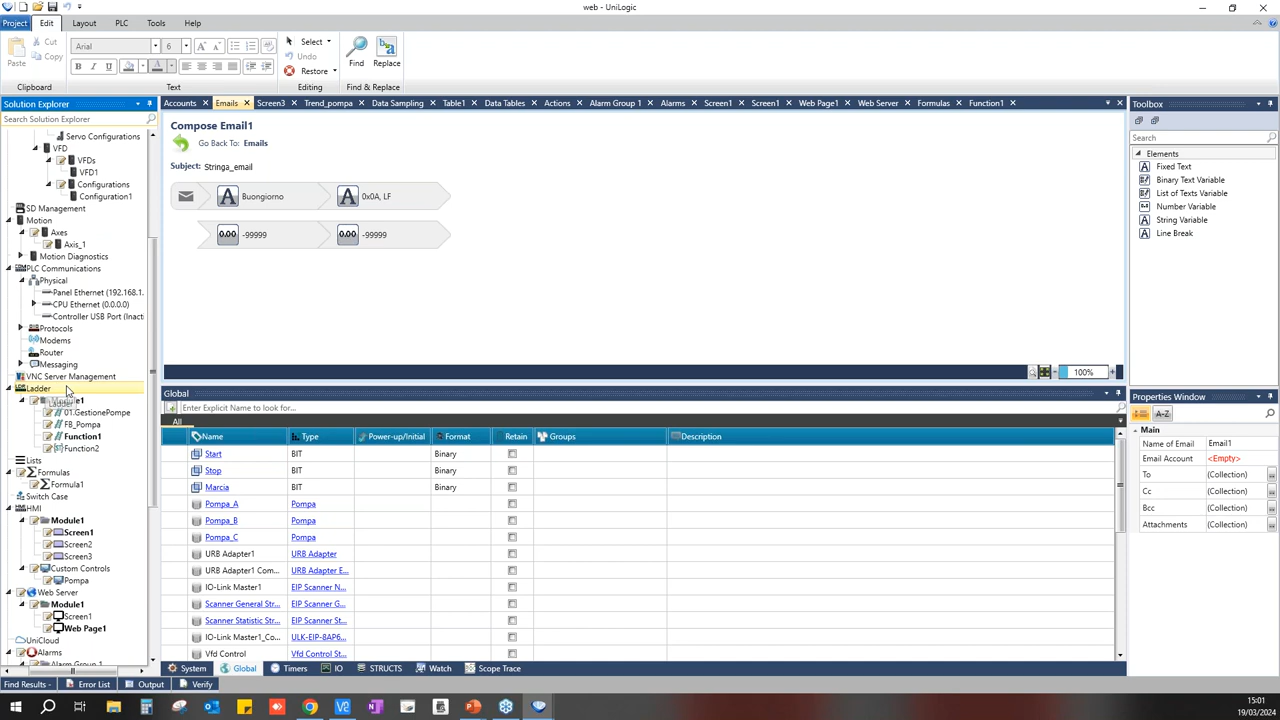 web - UniLogic
Project Edit Layout PLC Tools Help
Paste Cut Copy Clipboard
Arial 6 Text
Select Undo Restore Editing
Find Replace Find & Replace
Solution Explorer
Search Solution Explorer
Servo Configurations
VFD
VFDs
VFD1
Configurations
Configuration1
SD Management
Motion
Axes
Axis_1
Motion Diagnostics
PLC Communications
Physical
Panel Ethernet (192.168.1.
CPU Ethernet (0.0.0.0)
Controller USB Port (Inacti
Protocols
Modems
Router
Messaging
VNC Server Management
Ladder
01.GestionePompe
FB_Pompa
Function1
Function2
Lists
Formulas
Formula1
Switch Case
HMI
Module1
Screen1
Screen2
Screen3
Custom Controls
Pompa
Web Server
Module1
Screen1
Web Page1
UniCloud
Alarms
Alarm Group 1
Accounts Emails Screen3 Trend_pompa Data Sampling Table1 Data Tables Actions Alarm Group 1 Alarms Screen1 Screen1 Web Page1 Web Server Formulas Function1
Compose Email1
Go Back To: Emails
Subject: Stringa_email
Buongiorno 0x0A, LF
0.00 -99999 0.00 -99999
100%
Global
Enter Explicit Name to look for...
All
Name Type Power-up/Initial Format Retain Groups Description
Start BIT Binary
Stop BIT Binary
Marcia BIT Binary
Pompa_A Pompa
Pompa_B Pompa
Pompa_C Pompa
URB Adapter1 URB Adapter
URB Adapter1 Com... URB Adapter E...
IO-Link Master1 EIP Scanner N...
Scanner General Str... EIP Scanner G...
Scanner Statistic Str... EIP Scanner St...
IO-Link Master1_Co... ULK-EIP-8AP6...
Vfd Control Vfd Control St...
System Global Timers IO STRUCTS Watch Scope Trace
Find Results - Error List Output Verify
Toolbox
Search
Elements
Fixed Text
Binary Text Variable
List of Texts Variable
Number Variable
String Variable
Line Break
Properties Window
A-Z
Main
Name of Email Email1
Email Account <Empty>
To (Collection)
Cc (Collection)
Bcc (Collection)
Attachments (Collection)
15:01
19/03/2024